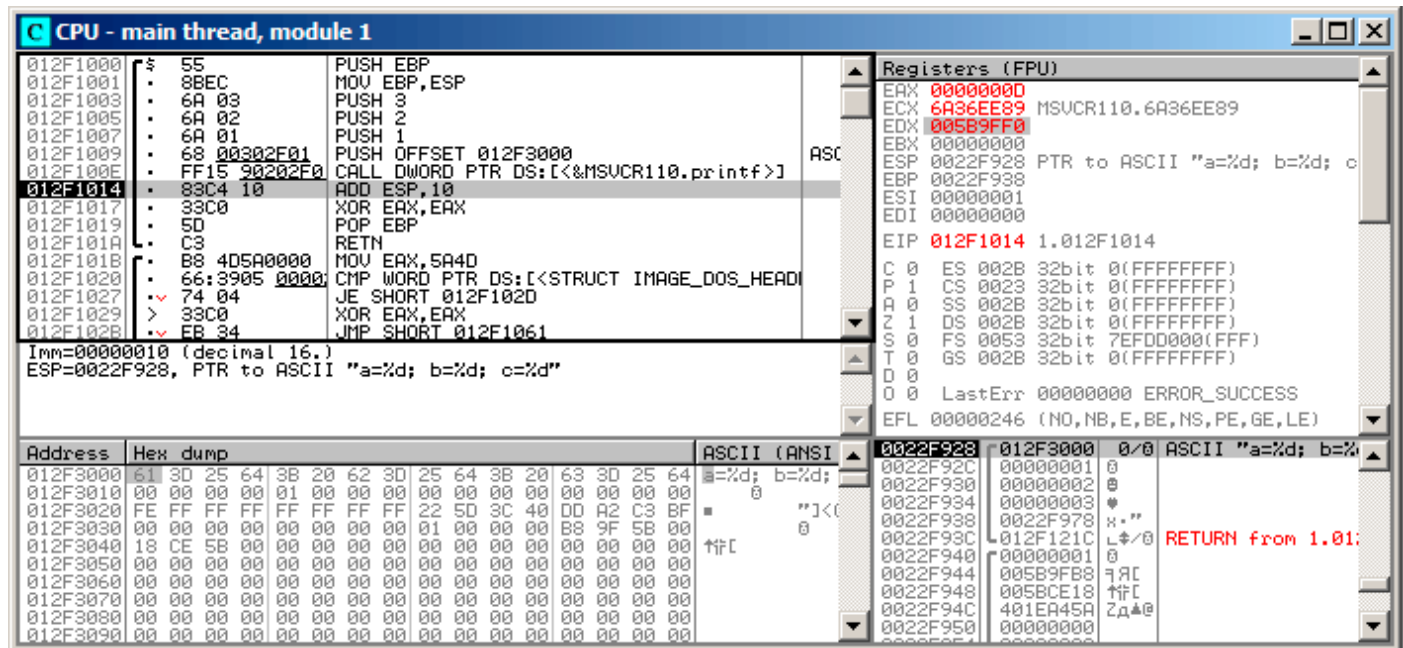 C CPU - main thread, module 1
012F1000 $ 55 PUSH EBP
012F1001 . 8BEC MOV EBP,ESP
012F1003 . 6A 03 PUSH 3
012F1005 . 6A 02 PUSH 2
012F1007 . 6A 01 PUSH 1
012F1009 . 68 00302F01 PUSH OFFSET 012F3000 ASC
012F100E . FF15 90202F0 CALL DWORD PTR DS:[<&MSVCR110.printf>]
012F1014 . 83C4 10 ADD ESP,10
012F1017 . 33C0 XOR EAX,EAX
012F1019 . 5D POP EBP
012F101A . C3 RETN
012F101B . B8 4D5A0000 MOV EAX,5A4D
012F1020 . 66:3905 0000 CMP WORD PTR DS:[<STRUCT IMAGE_DOS_HEAD
012F1027 . 74 04 JE SHORT 012F102D
012F1029 > 33C0 XOR EAX,EAX
012F102B . EB 34 JMP SHORT 012F1061
Imm=00000010 (decimal 16.)
ESP=0022F928, PTR to ASCII "a=%d; b=%d; c=%d"
Registers (FPU)
EAX 0000000D
ECX 6A36EE89 MSVCR110.6A36EE89
EDX 005B9FF0
EBX 00000000
ESP 0022F928 PTR to ASCII "a=%d; b=%d; c
EBP 0022F938
ESI 00000001
EDI 00000000
EIP 012F1014 1.012F1014
C 0 ES 002B 32bit 0(FFFFFFFF)
P 1 CS 0023 32bit 0(FFFFFFFF)
A 0 SS 002B 32bit 0(FFFFFFFF)
Z 1 DS 002B 32bit 0(FFFFFFFF)
S 0 FS 0053 32bit 7EFDD000(FFF)
T 0 GS 002B 32bit 0(FFFFFFFF)
D 0
O 0 LastErr 00000000 ERROR_SUCCESS
EFL 00000246 (NO,NB,E,BE,NS,PE,GE,LE)
Address Hex dump ASCII (ANSI
012F3000 61 3D 25 64 3B 20 62 3D 25 64 3B 20 63 3D 25 64 a=%d; b=%d;
012F3010 00 00 00 00 01 00 00 00 00 00 00 00 00 00 00 00
012F3020 FE FF FF FF FF FF FF FF 22 5D 3C 40 DD A2 C3 BF "]<
012F3030 00 00 00 00 00 00 00 00 01 00 00 00 B8 9F 5B 00
012F3040 18 CE 5B 00 00 00 00 00 00 00 00 00 00 00 00 00
012F3050 00 00 00 00 00 00 00 00 00 00 00 00 00 00 00 00
012F3060 00 00 00 00 00 00 00 00 00 00 00 00 00 00 00 00
012F3070 00 00 00 00 00 00 00 00 00 00 00 00 00 00 00 00
012F3080 00 00 00 00 00 00 00 00 00 00 00 00 00 00 00 00
012F3090 00 00 00 00 00 00 00 00 00 00 00 00 00 00 00 00
0022F928 012F3000 0/0 ASCII "a=%d; b=%
0022F92C 00000001
0022F930 00000002
0022F934 00000003 ♥
0022F938 0022F978
0022F93C 012F121C RETURN from 1.01
0022F940 00000001
0022F944 005B9FB8
0022F948 005BCE18
0022F94C 401EA45A
0022F950 00000000